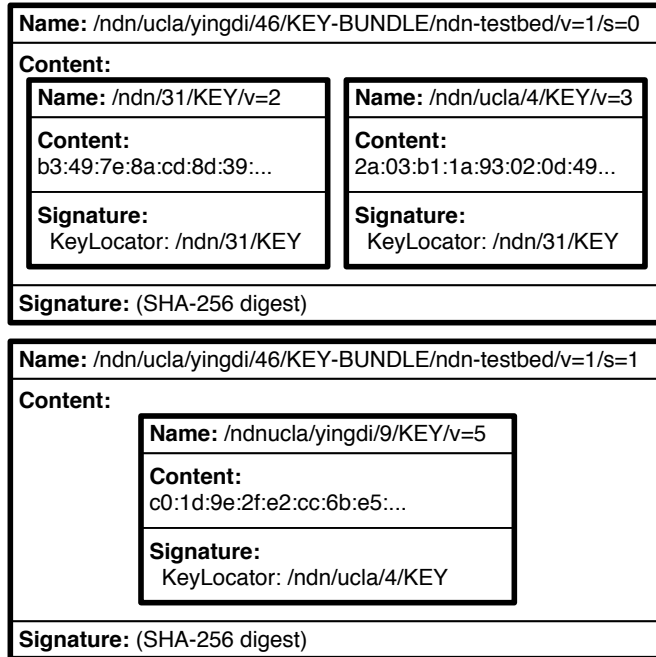 Name: /ndn/ucla/yingdi/46/KEY-BUNDLE/ndn-testbed/v=1/s=0
Content:
Name: /ndn/31/KEY/v=2
Content:
b3:49:7e:8a:cd:8d:39:...
Signature:
KeyLocator: /ndn/31/KEY
Name: /ndn/ucla/4/KEY/v=3
Content:
2a:03:b1:1a:93:02:0d:49...
Signature:
KeyLocator: /ndn/31/KEY
Signature: (SHA-256 digest)
Name: /ndn/ucla/yingdi/46/KEY-BUNDLE/ndn-testbed/v=1/s=1
Content:
Name: /ndnucla/yingdi/9/KEY/v=5
Content:
c0:1d:9e:2f:e2:cc:6b:e5:...
Signature:
KeyLocator: /ndn/ucla/4/KEY
Signature: (SHA-256 digest)